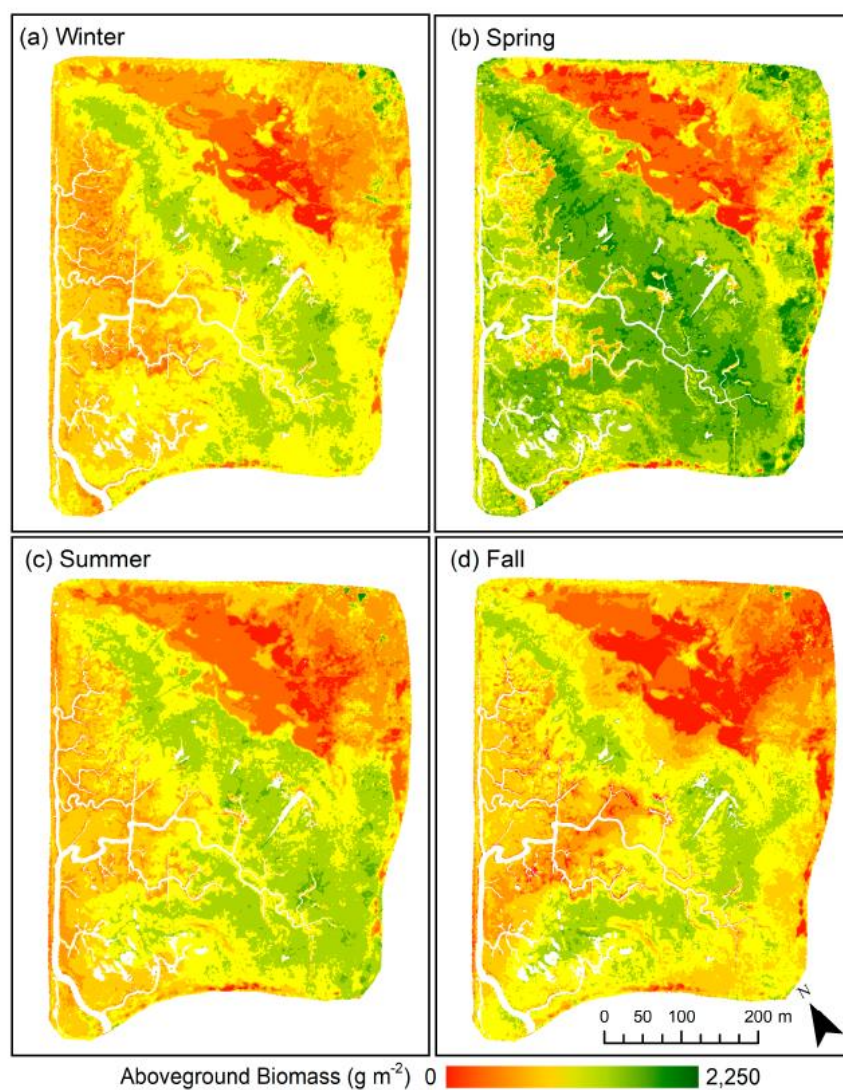 (a) Winter
(b) Spring
(c) Summer
(d) Fall
N
0 50 100 200 m
Aboveground Biomass (g m⁻²) 0 2,250